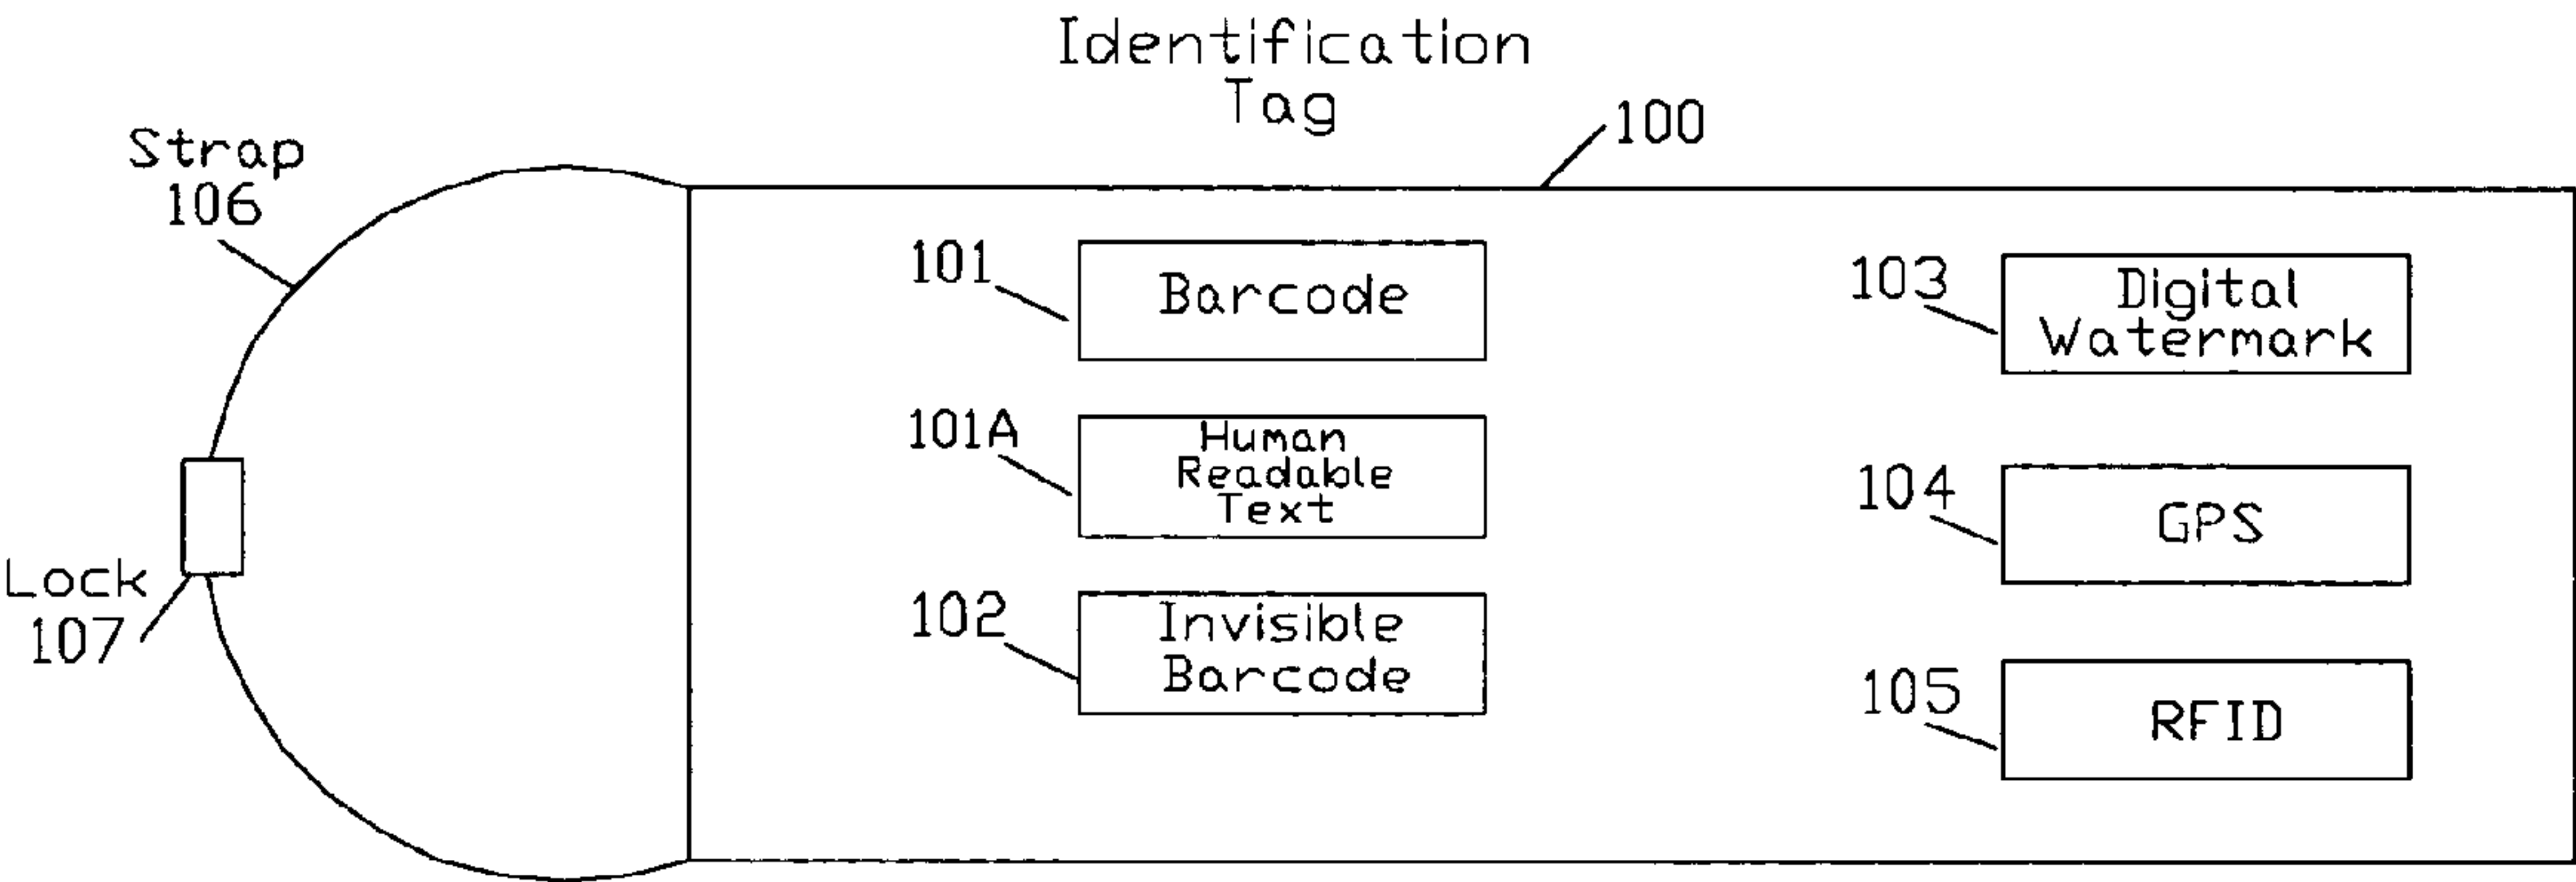 Identification
Tag
100
Strap
106
101
Barcode
103
Digital
Watermark
101A
Human
Readable
Text
104
GPS
Lock
107
102
Invisible
Barcode
105
RFID